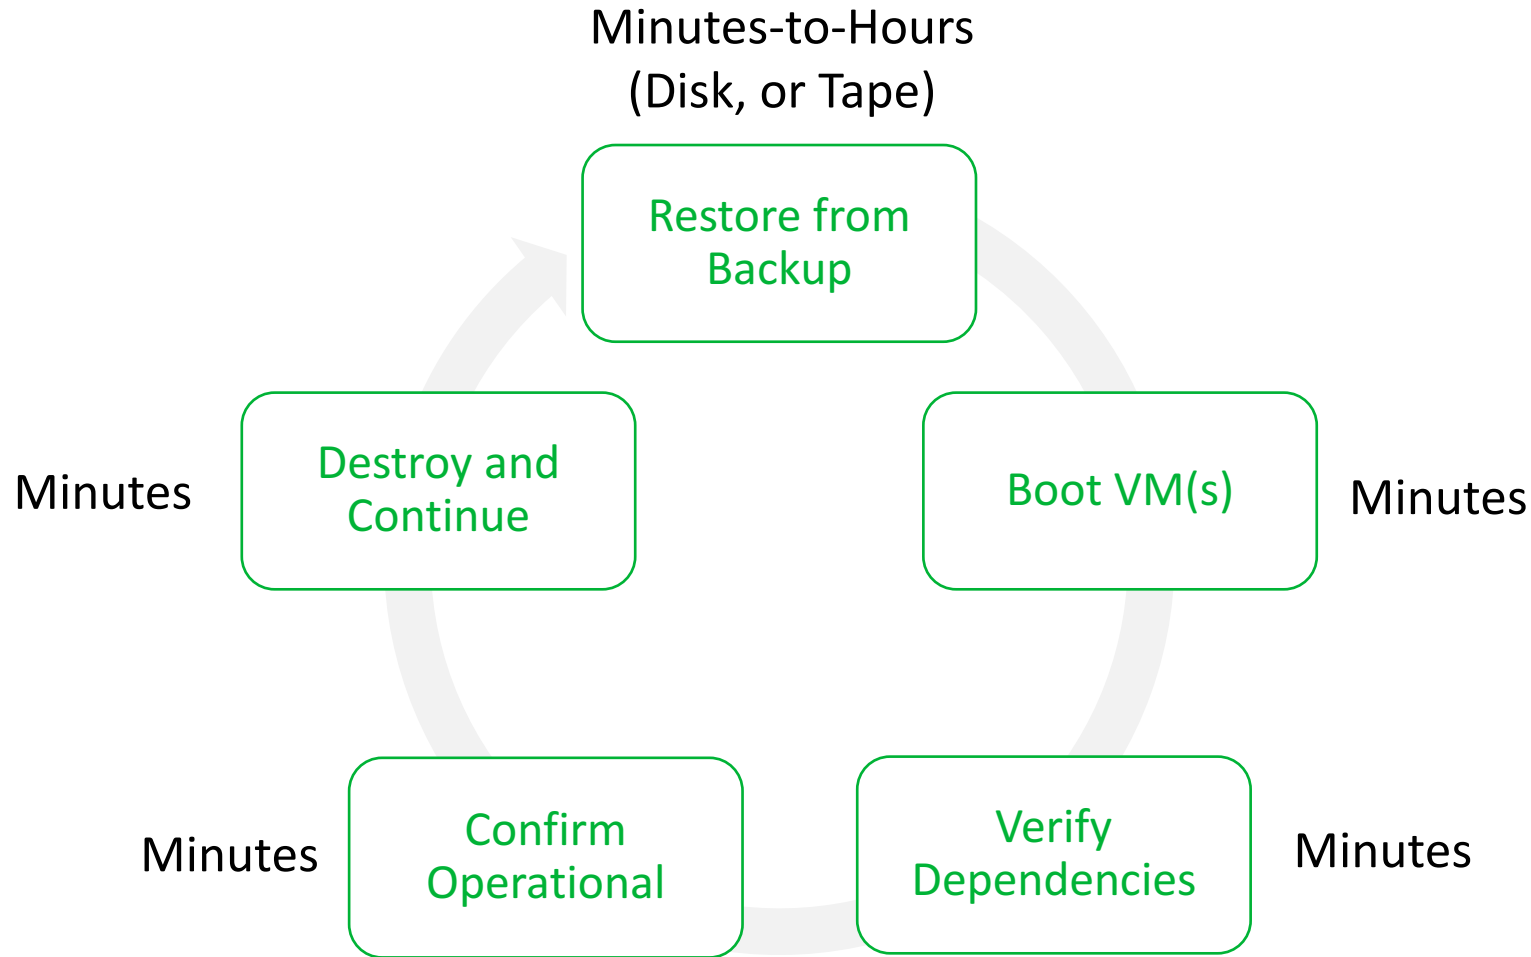 Minutes-to-Hours
(Disk, or Tape)
Restore from
Backup
Destroy and
Continue
Minutes
Boot VM(s)
Minutes
Confirm
Operational
Minutes
Verify
Dependencies
Minutes